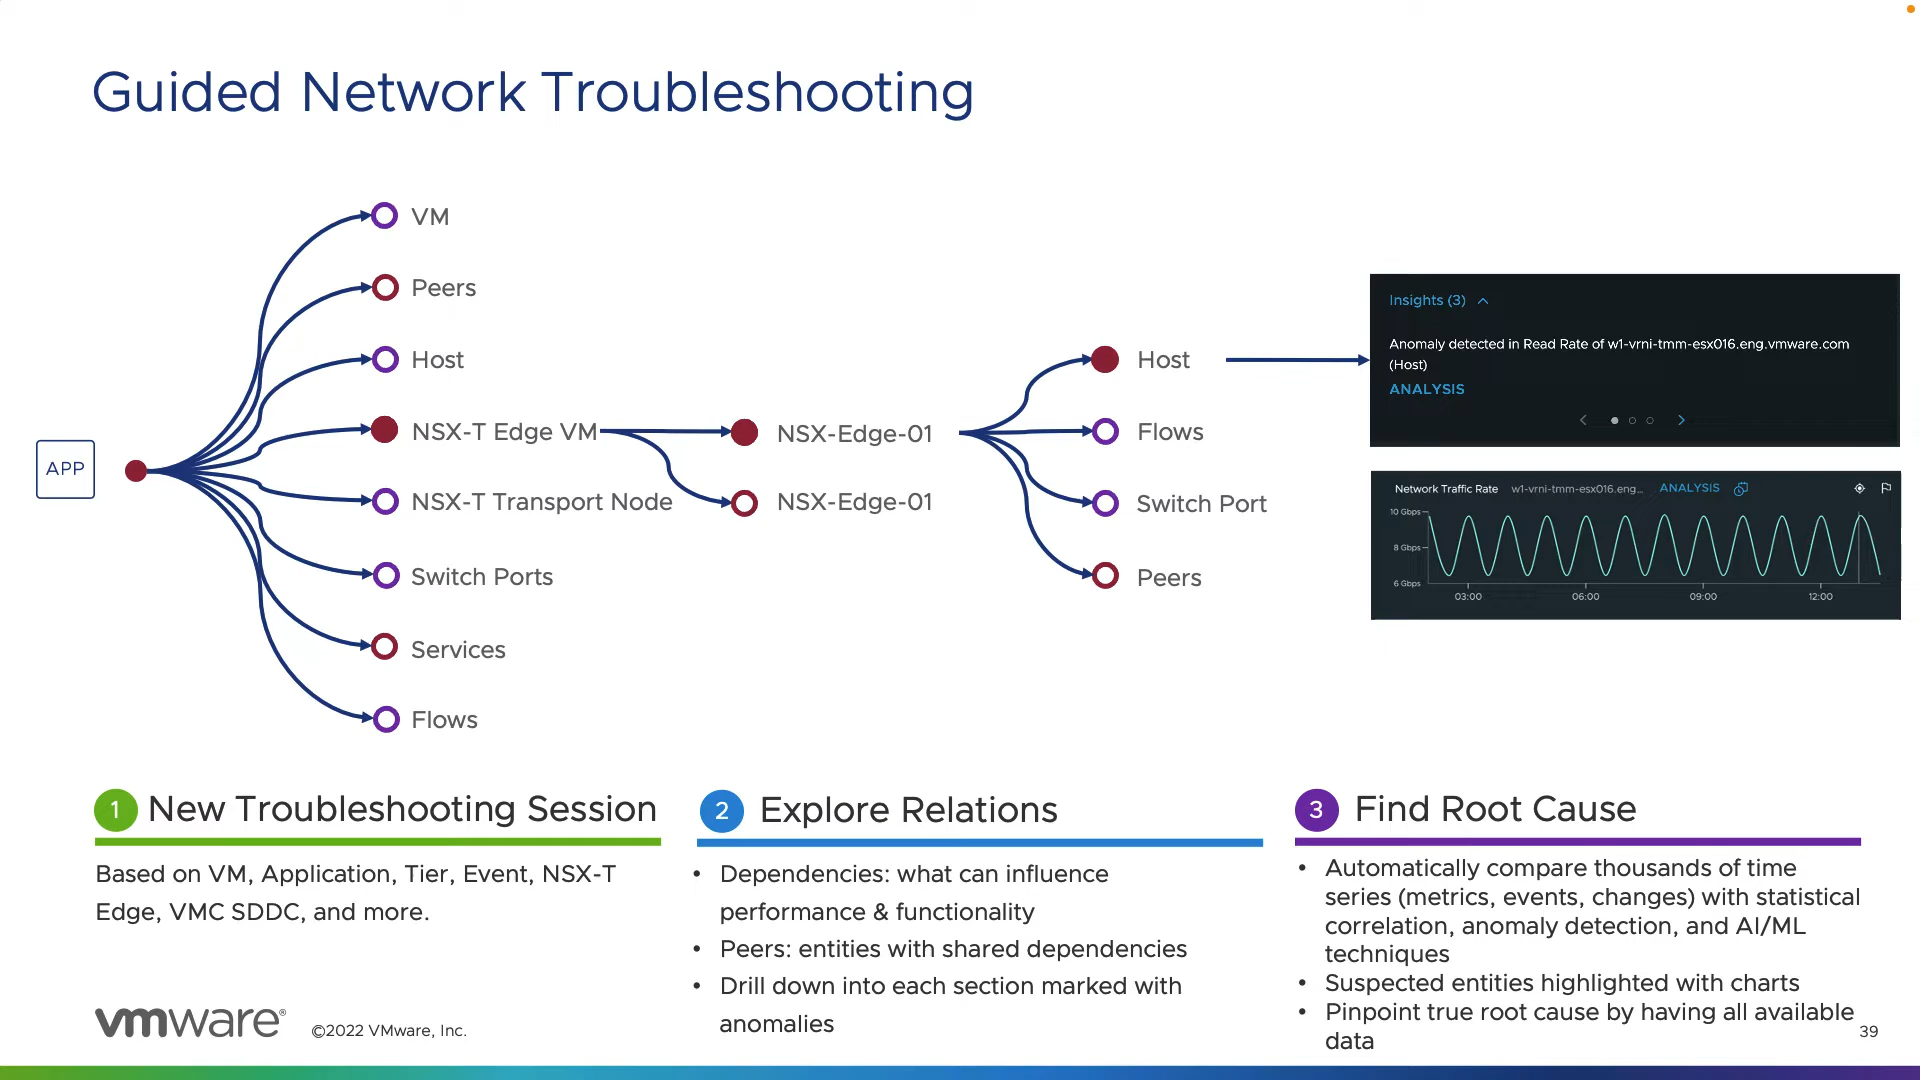 Guided Network Troubleshooting
VM
Peers
Host
NSX-T Edge VM
NSX-T Transport Node
Switch Ports
Services
Flows
APP
NSX-Edge-01
NSX-Edge-01
Host
Flows
Switch Port
Peers
Insights (3)
Anomaly detected in Read Rate of w1-vrni-tmm-esx016.eng.vmware.com
(Host)
ANALYSIS
Network Traffic Rate w1-vrni-tmm-esx016.eng... ANALYSIS
10 Gbps
8 Gbps
6 Gbps
03:00 06:00 09:00 12:00
1 New Troubleshooting Session
Based on VM, Application, Tier, Event, NSX-T
Edge, VMC SDDC, and more.
2 Explore Relations
• Dependencies: what can influence
performance & functionality
• Peers: entities with shared dependencies
• Drill down into each section marked with
anomalies
3 Find Root Cause
• Automatically compare thousands of time
series (metrics, events, changes) with statistical
correlation, anomaly detection, and AI/ML
techniques
• Suspected entities highlighted with charts
• Pinpoint true root cause by having all available
data
vmware® ©2022 VMware, Inc.
39